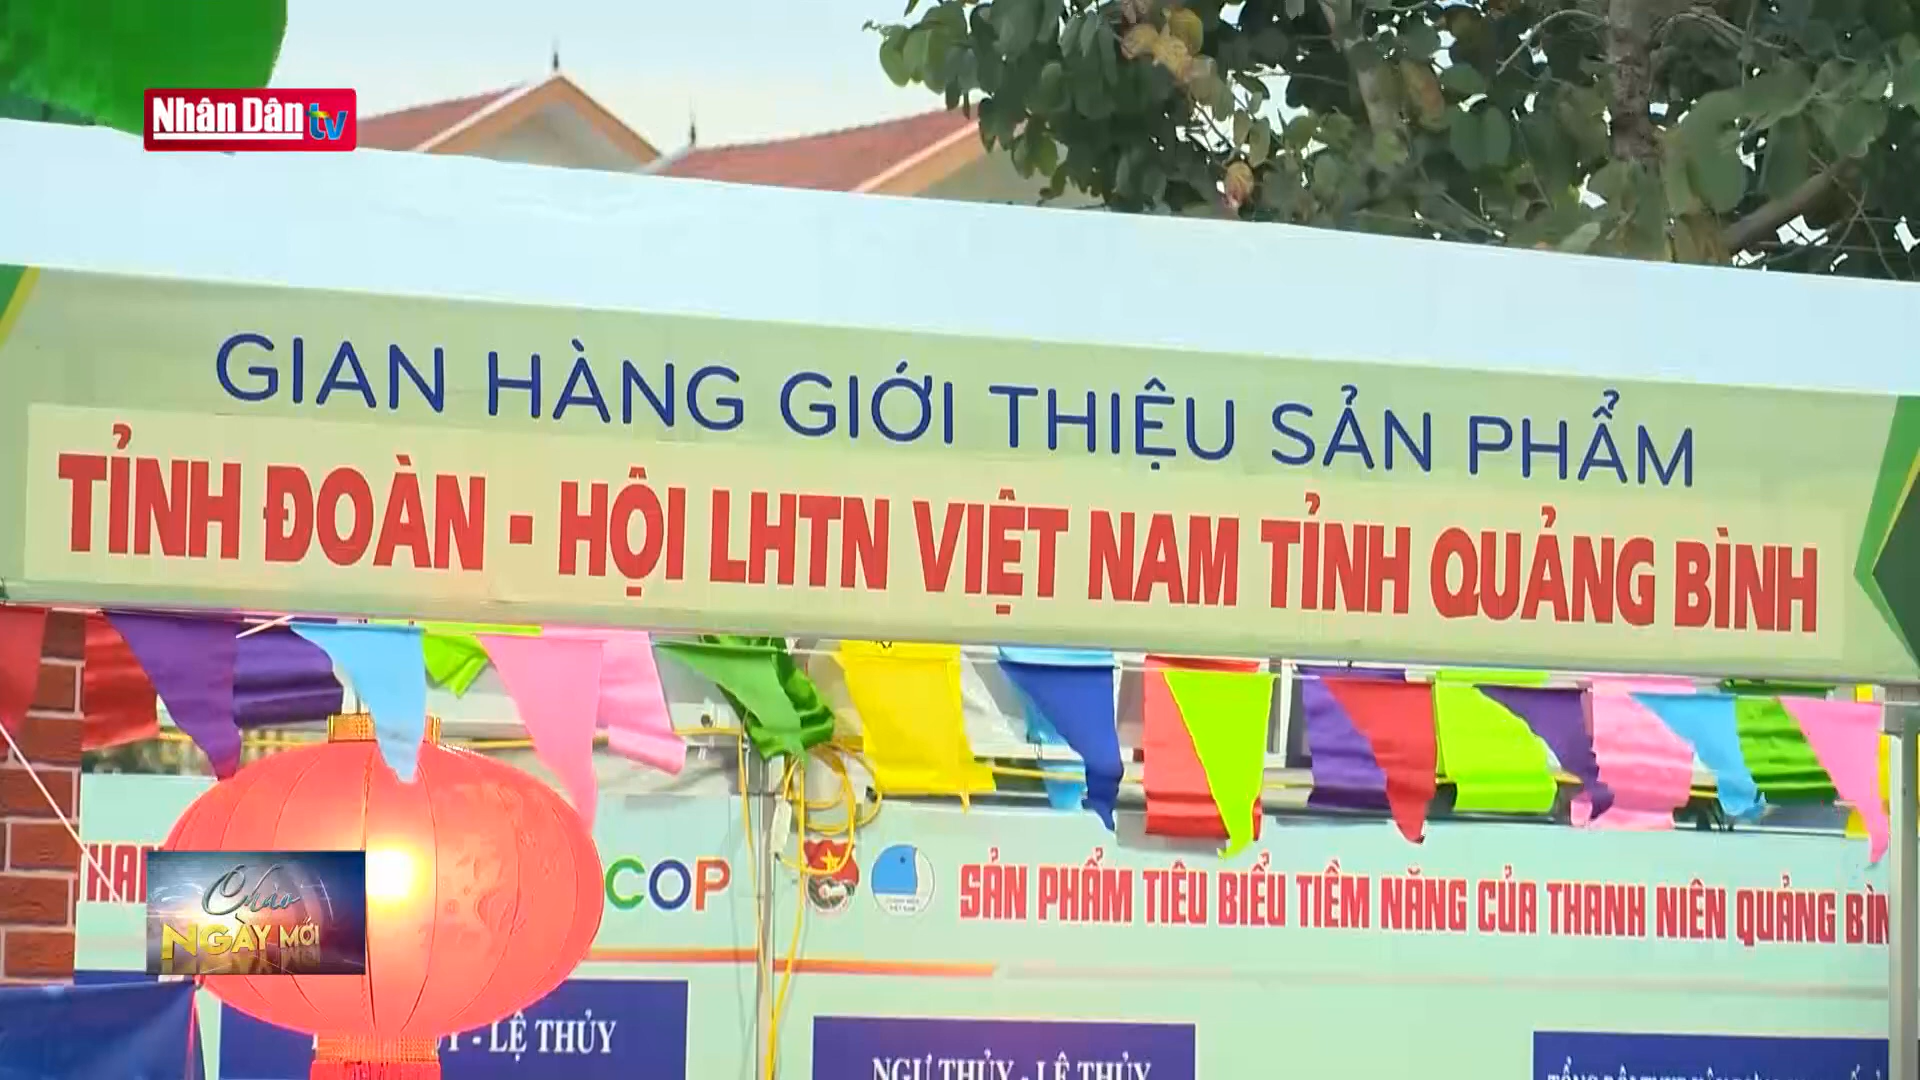 Nhân Dân tv
GIAN HÀNG GIỚI THIỆU SẢN PHẨM
TỈNH ĐOÀN - HỘI LHTN VIỆT NAM TỈNH QUẢNG BÌNH
COP
SẢN PHẨM TIÊU BIỂU TIỀM NĂNG CỦA THANH NIÊN QUẢNG BÌN
Chào
NGÀY MỚI
- LỆ THỦY
NGƯ THỦY - LỆ THỦY